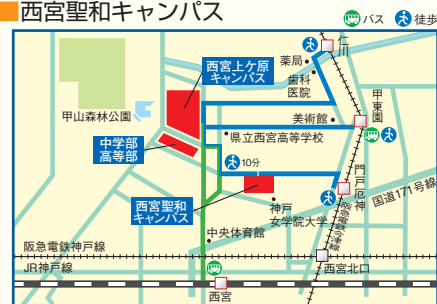 西宮聖和キャンパス
バス 徒歩
仁川
薬局
歯科
医院
西宮上ケ原
キャンパス
甲東園
甲山森林公園
美術館
県立西宮高等学校
中学部
高等部
10分
門戸厄神
国道171号線
西宮聖和
キャンパス
神戸
女学院大学
阪急電鉄今津線
中央体育館
阪急電鉄神戸線
西宮北口
JR神戸線
西宮